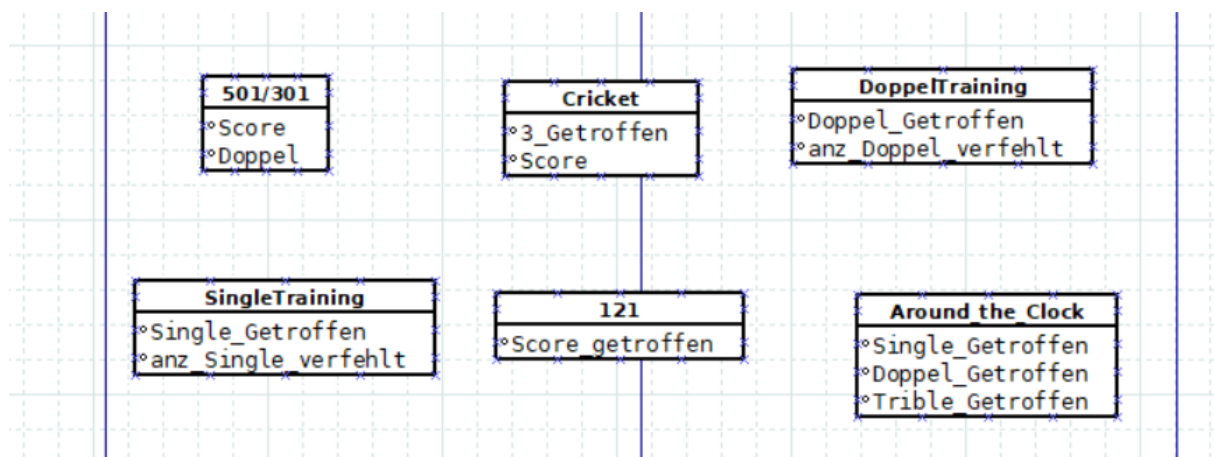 501/301
Score
Doppel
Cricket
3_Getroffen
Score
DoppelTraining
Doppel_Getroffen
anz_Doppel_verfehlt
SingleTraining
Single_Getroffen
anz_Single_verfehlt
121
Score_getroffen
Around_the_Clock
Single_Getroffen
Doppel_Getroffen
Trible_Getroffen